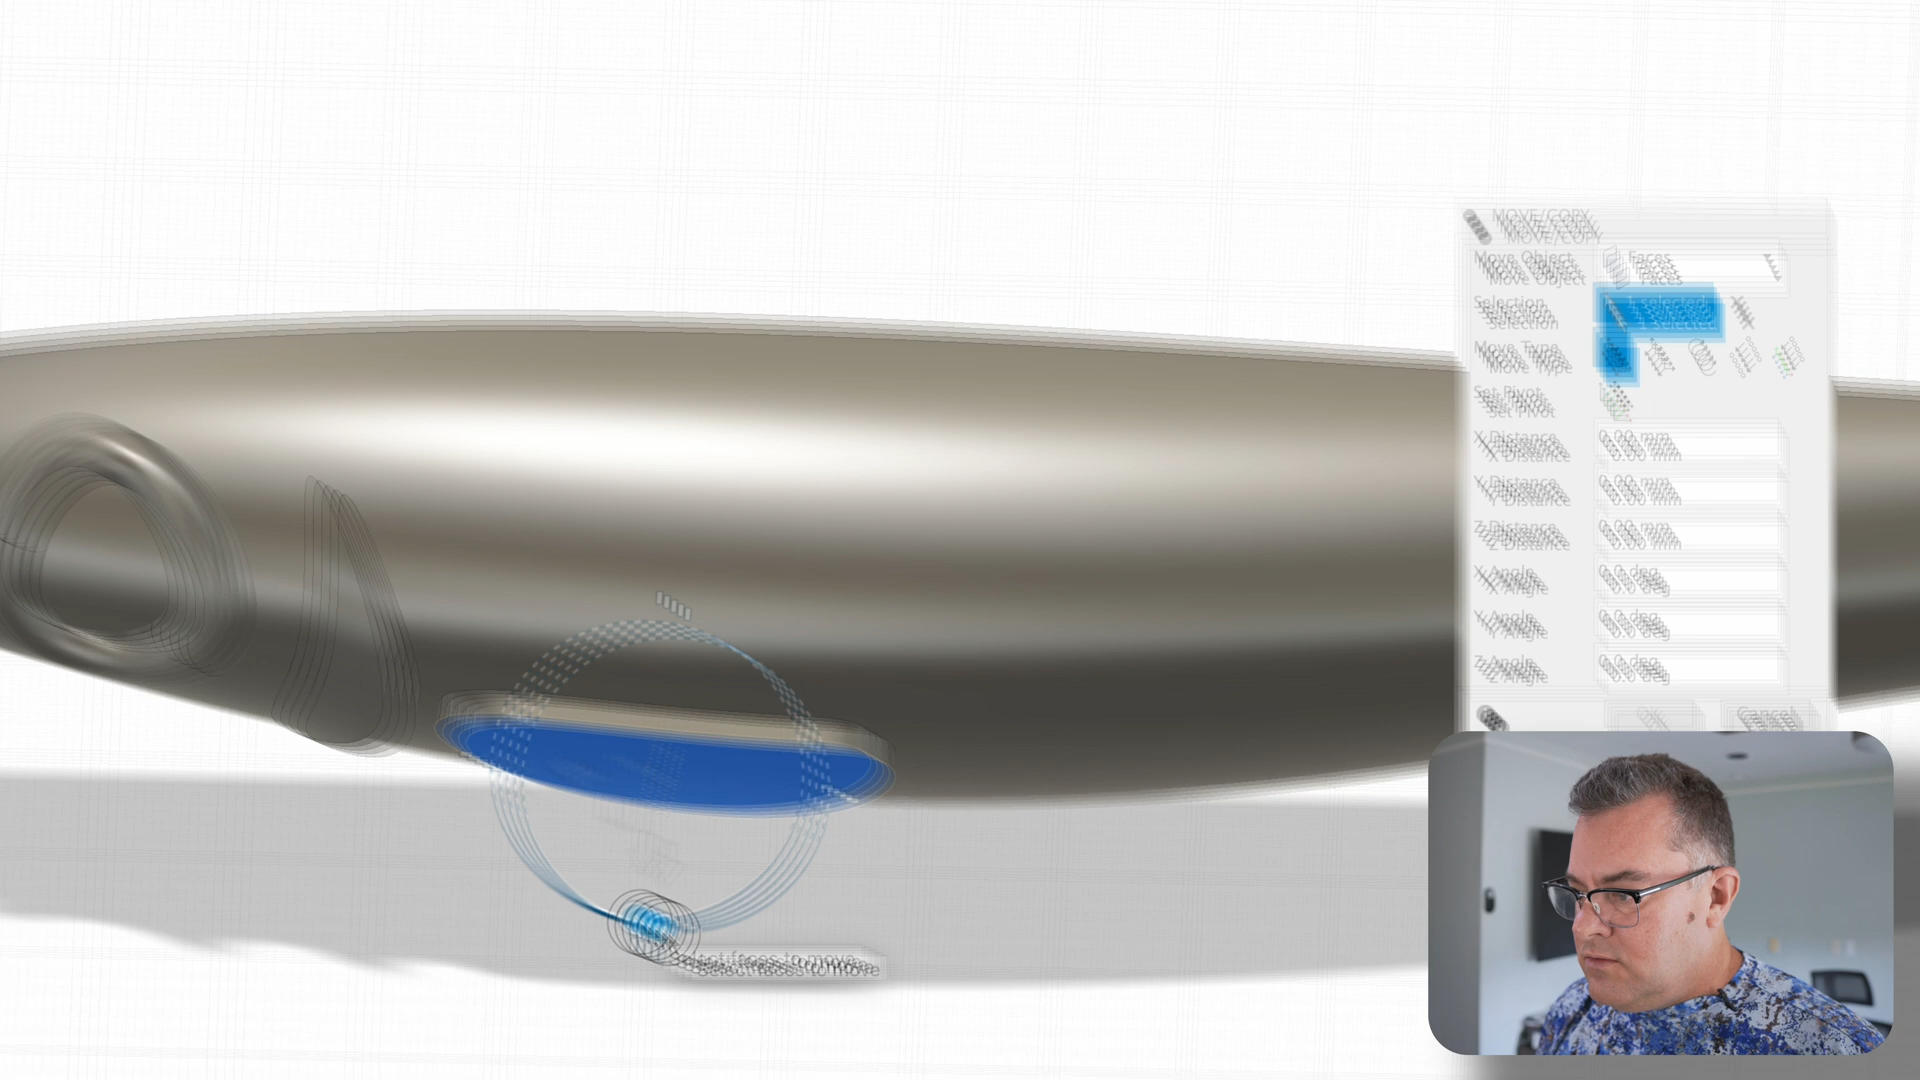 MOVE/COPY
Move Object Faces
Selection 1 selected
Move Type
Set Pivot
X Distance 0.00 mm
Y Distance 0.00 mm
Z Distance 0.00 mm
X Angle 0.0 deg
Y Angle 0.0 deg
Z Angle 0.0 deg
Cancel
Select faces to move